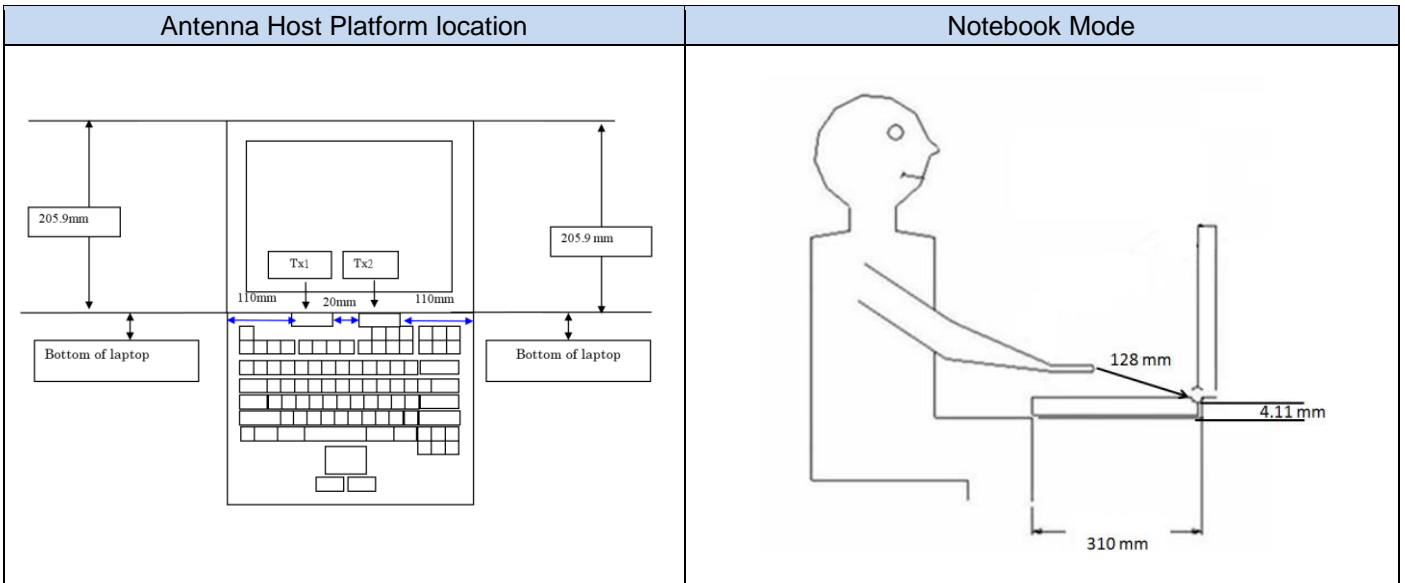 Antenna Host Platform location
Notebook Mode
205.9mm
205.9 mm
Tx1
Tx2
110mm
20mm
110mm
Bottom of laptop
Bottom of laptop
128 mm
4.11 mm
310 mm